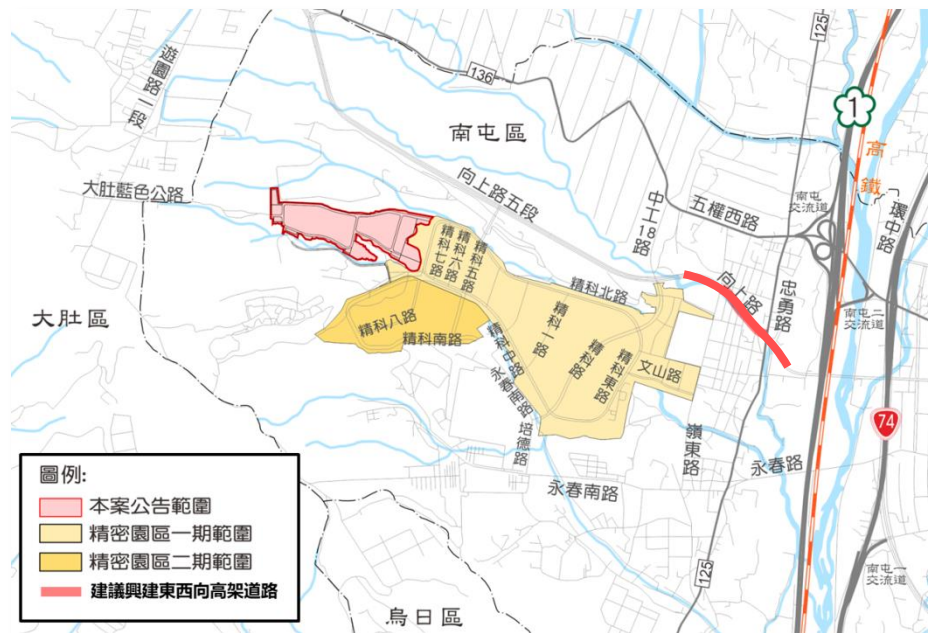 遊園路二段
136
125
1
南屯區
高鐵
大肚藍色公路
向上路五段
中工18路
五權西路
南屯交流道
環中路
精科七路
精科六路
精科五路
精科北路
向上路
忠勇路
大肚區
精科八路
精科南路
精科中路
精科一路
精科路
精科東路
文山路
南屯二交流道
永春南路
培德路
嶺東路
永春路
74
永春南路
125
南屯一交流道
烏日區
圖例:
本案公告範圍
精密園區一期範圍
精密園區二期範圍
建議興建東西向高架道路